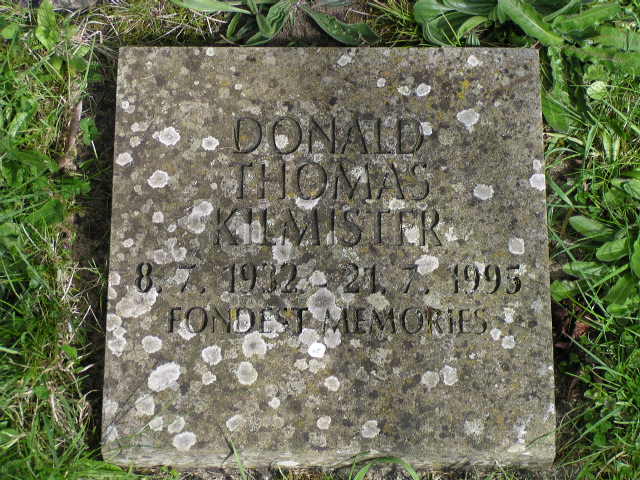 DONALD
THOMAS
KILMISTER
8. 7. 1932 - 21. 7. 1995
FONDEST MEMORIES